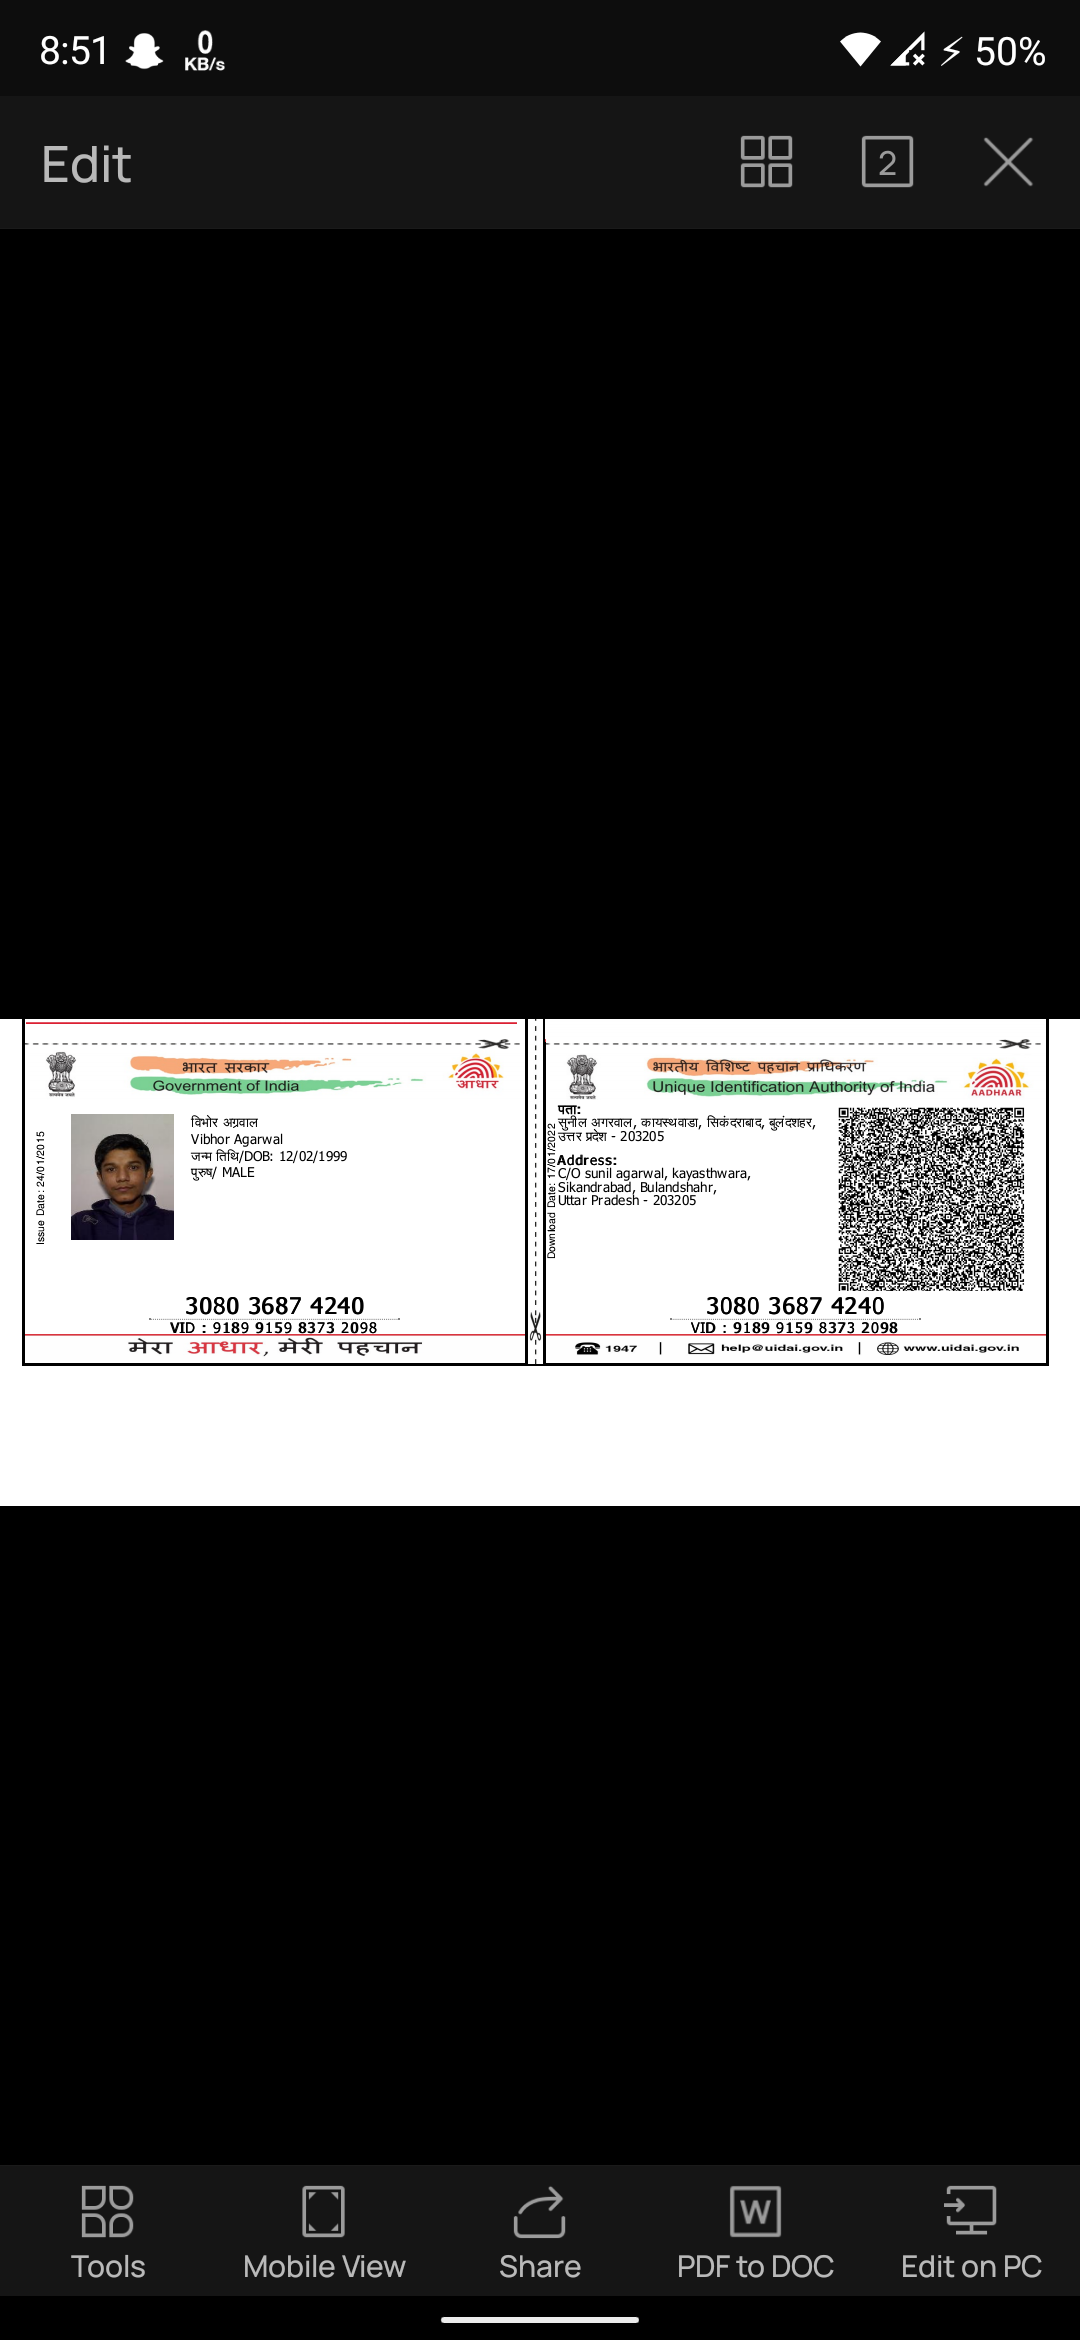 8:51 0 KB/s 50%
Edit 2
भारत सरकार
Government of India
आधार
Issue Date: 24/01/2015
विभोर अग्रवाल
Vibhor Agarwal
जन्म तिथि/DOB: 12/02/1999
पुरुष/ MALE
3080 3687 4240
VID : 9189 9159 8373 2098
मेरा आधार, मेरी पहचान
भारतीय विशिष्ट पहचान प्राधिकरण
Unique Identification Authority of India
AADHAAR
Download Date: 17/01/2022
पता:
सुनील अगरवाल, कायस्थवाडा, सिकंदराबाद, बुलंदशहर,
उत्तर प्रदेश - 203205
Address:
C/O sunil agarwal, kayasthwara,
Sikandrabad, Bulandshahr,
Uttar Pradesh - 203205
3080 3687 4240
VID : 9189 9159 8373 2098
1947 | help@uidai.gov.in | www.uidai.gov.in
Tools Mobile View Share W PDF to DOC Edit on PC